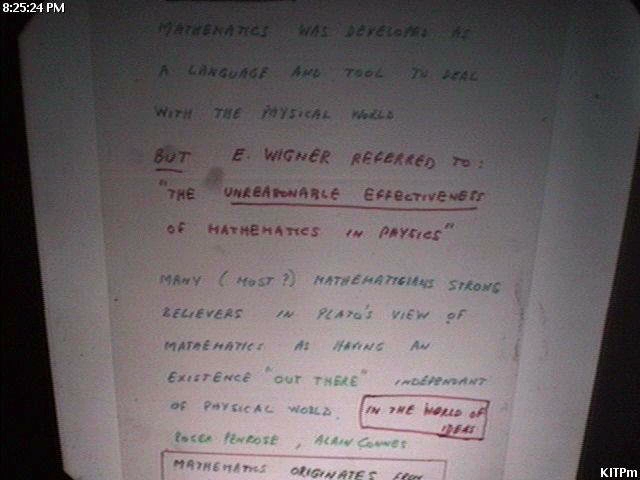 8:25:24 PM
MATHEMATICS WAS DEVELOPED AS
A LANGUAGE AND TOOL TO DEAL
WITH THE PHYSICAL WORLD
BUT E. WIGNER REFERRED TO:
"THE UNREASONABLE EFFECTIVENESS
OF MATHEMATICS IN PHYSICS"
MANY (MOST?) MATHEMATICIANS STRONG
BELIEVERS IN PLATO'S VIEW OF
MATHEMATICS AS HAVING AN
EXISTENCE "OUT THERE" INDEPENDANT
OF PHYSICAL WORLD. IN THE WORLD OF
IDEAS
ROGER PENROSE, ALAIN CONNES
MATHEMATICS ORIGINATES FROM
KITPm